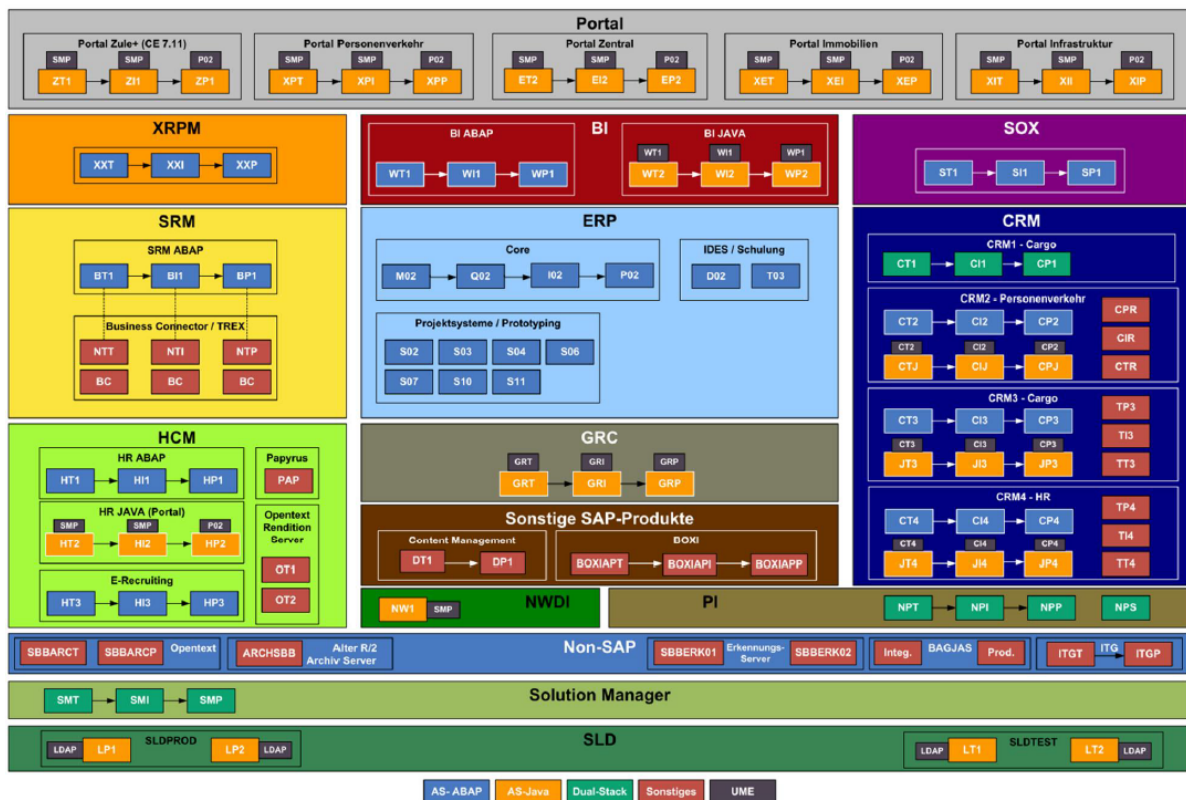 Portal
Portal Zule+ (CE 7.11)
SMP SMP P02
ZT1 ZI1 ZP1
Portal Personenverkehr
SMP SMP P02
XPT XPI XPP
Portal Zentral
SMP SMP P02
ET2 EI2 EP2
Portal Immobilien
SMP SMP P02
XET XEI XEP
Portal Infrastruktur
SMP SMP P02
XIT XII XIP
XRPM
XXT XXI XXP
BI
BI ABAP
WT1 WI1 WP1
BI JAVA
WT1 WI1 WP1
WT2 WI2 WP2
SOX
ST1 SI1 SP1
SRM
SRM ABAP
BT1 BI1 BP1
Business Connector / TREX
NTT NTI NTP
BC BC BC
ERP
Core
M02 Q02 I02 P02
IDES / Schulung
D02 T03
Projektsysteme / Prototyping
S02 S03 S04 S06
S07 S10 S11
CRM
CRM1 - Cargo
CT1 CI1 CP1
CRM2 - Personenverkehr
CT2 CI2 CP2
CT2 CI2 CP2
CTJ CIJ CPJ
CPR
CIR
CTR
CRM3 - Cargo
CT3 CI3 CP3
CT3 CI3 CP3
JT3 JI3 JP3
TP3
TI3
TT3
CRM4 - HR
CT4 CI4 CP4
CT4 CI4 CP4
JT4 JI4 JP4
TP4
TI4
TT4
HCM
HR ABAP
HT1 HI1 HP1
HR JAVA (Portal)
SMP SMP P02
HT2 HI2 HP2
E-Recruiting
HT3 HI3 HP3
Papyrus
PAP
Opentext
Rendition
Server
OT1
OT2
GRC
GRT GRI GRP
GRT GRI GRP
Sonstige SAP-Produkte
Content Management
DT1 DP1
BOXI
BOXIAPT BOXIAPI BOXIAPP
NWDI
NW1 SMP
PI
NPT NPI NPP NPS
Non-SAP
SBBARCT SBBARCP Opentext
ARCHSBB Alter R/2
Archiv Server
SBBERK01 Erkennungs-
Server SBBERK02
Integ. BAGJAS Prod.
ITGT ITG ITGP
Solution Manager
SMT SMI SMP
SLD
SLDPROD
LDAP LP1 LP2 LDAP
SLDTEST
LDAP LT1 LT2 LDAP
AS- ABAP AS-Java Dual-Stack Sonstiges UME